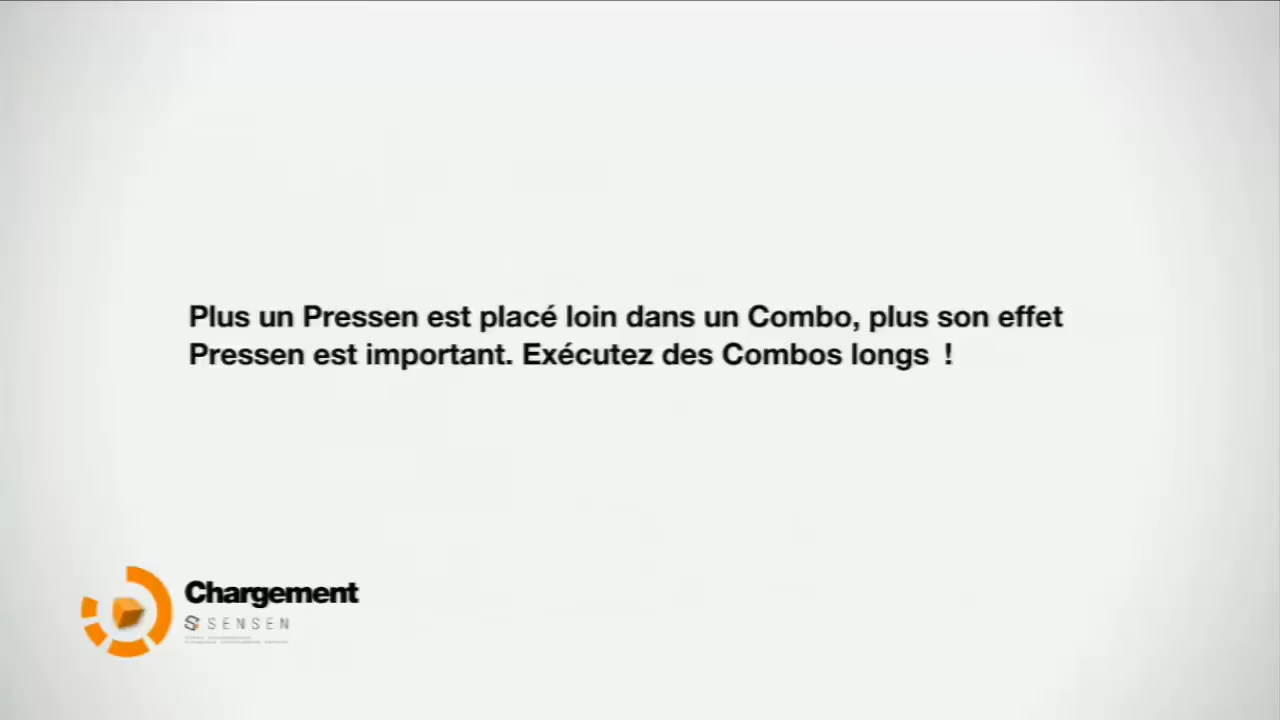 Plus un Pressen est placé loin dans un Combo, plus son effet
Pressen est important. Exécutez des Combos longs !
Chargement
SENSEN